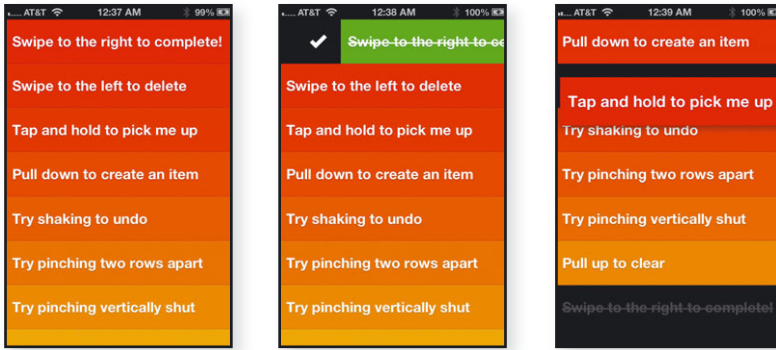 AT&T 12:37 AM 99%
Swipe to the right to complete!
Swipe to the left to delete
Tap and hold to pick me up
Pull down to create an item
Try shaking to undo
Try pinching two rows apart
Try pinching vertically shut
AT&T 12:38 AM 100%
Swipe to the right to co
Swipe to the left to delete
Tap and hold to pick me up
Pull down to create an item
Try shaking to undo
Try pinching two rows apart
Try pinching vertically shut
AT&T 12:39 AM 100%
Pull down to create an item
Tap and hold to pick me up
Try shaking to undo
Try pinching two rows apart
Try pinching vertically shut
Pull up to clear
Swipe to the right to complete!